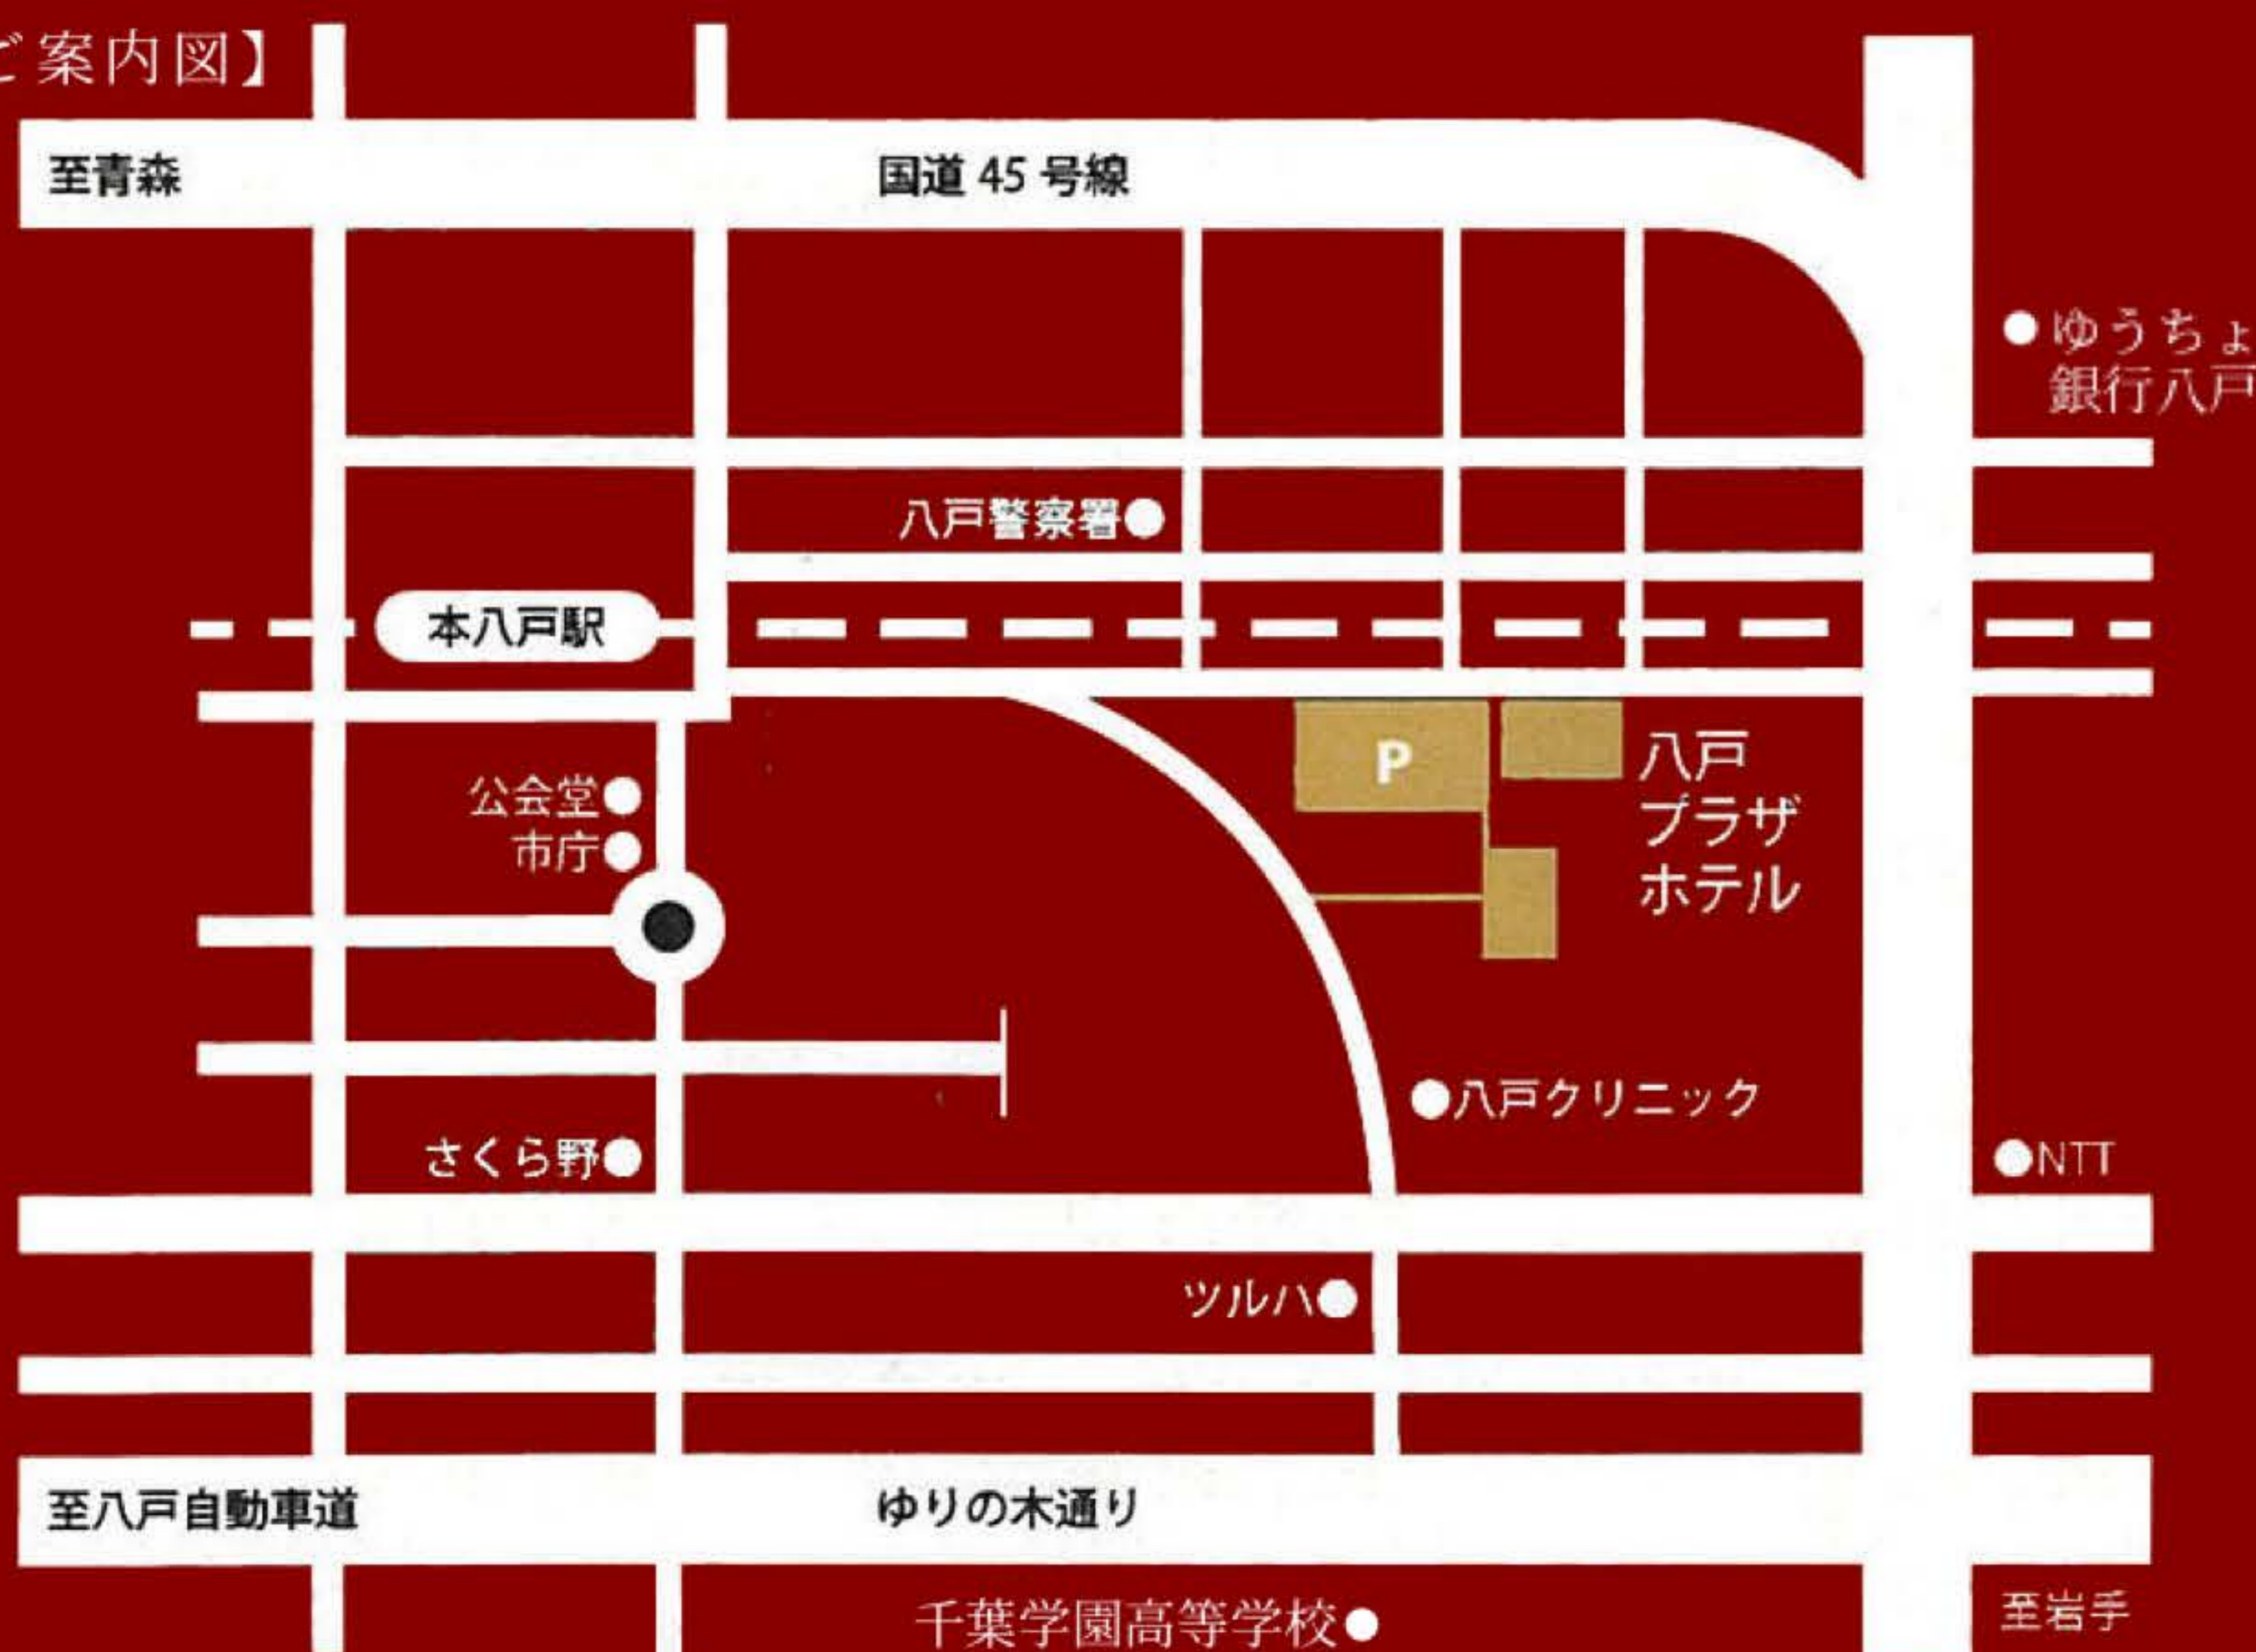 ご案内図】
至青森
国道 45 号線
ゆうちょ
銀行八戸
八戸警察署
本八戸駅
P
八戸
プラザ
ホテル
公会堂
市庁
八戸クリニック
さくら野
NTT
ツルハ
至八戸自動車道
ゆりの木通り
千葉学園高等学校
至岩手